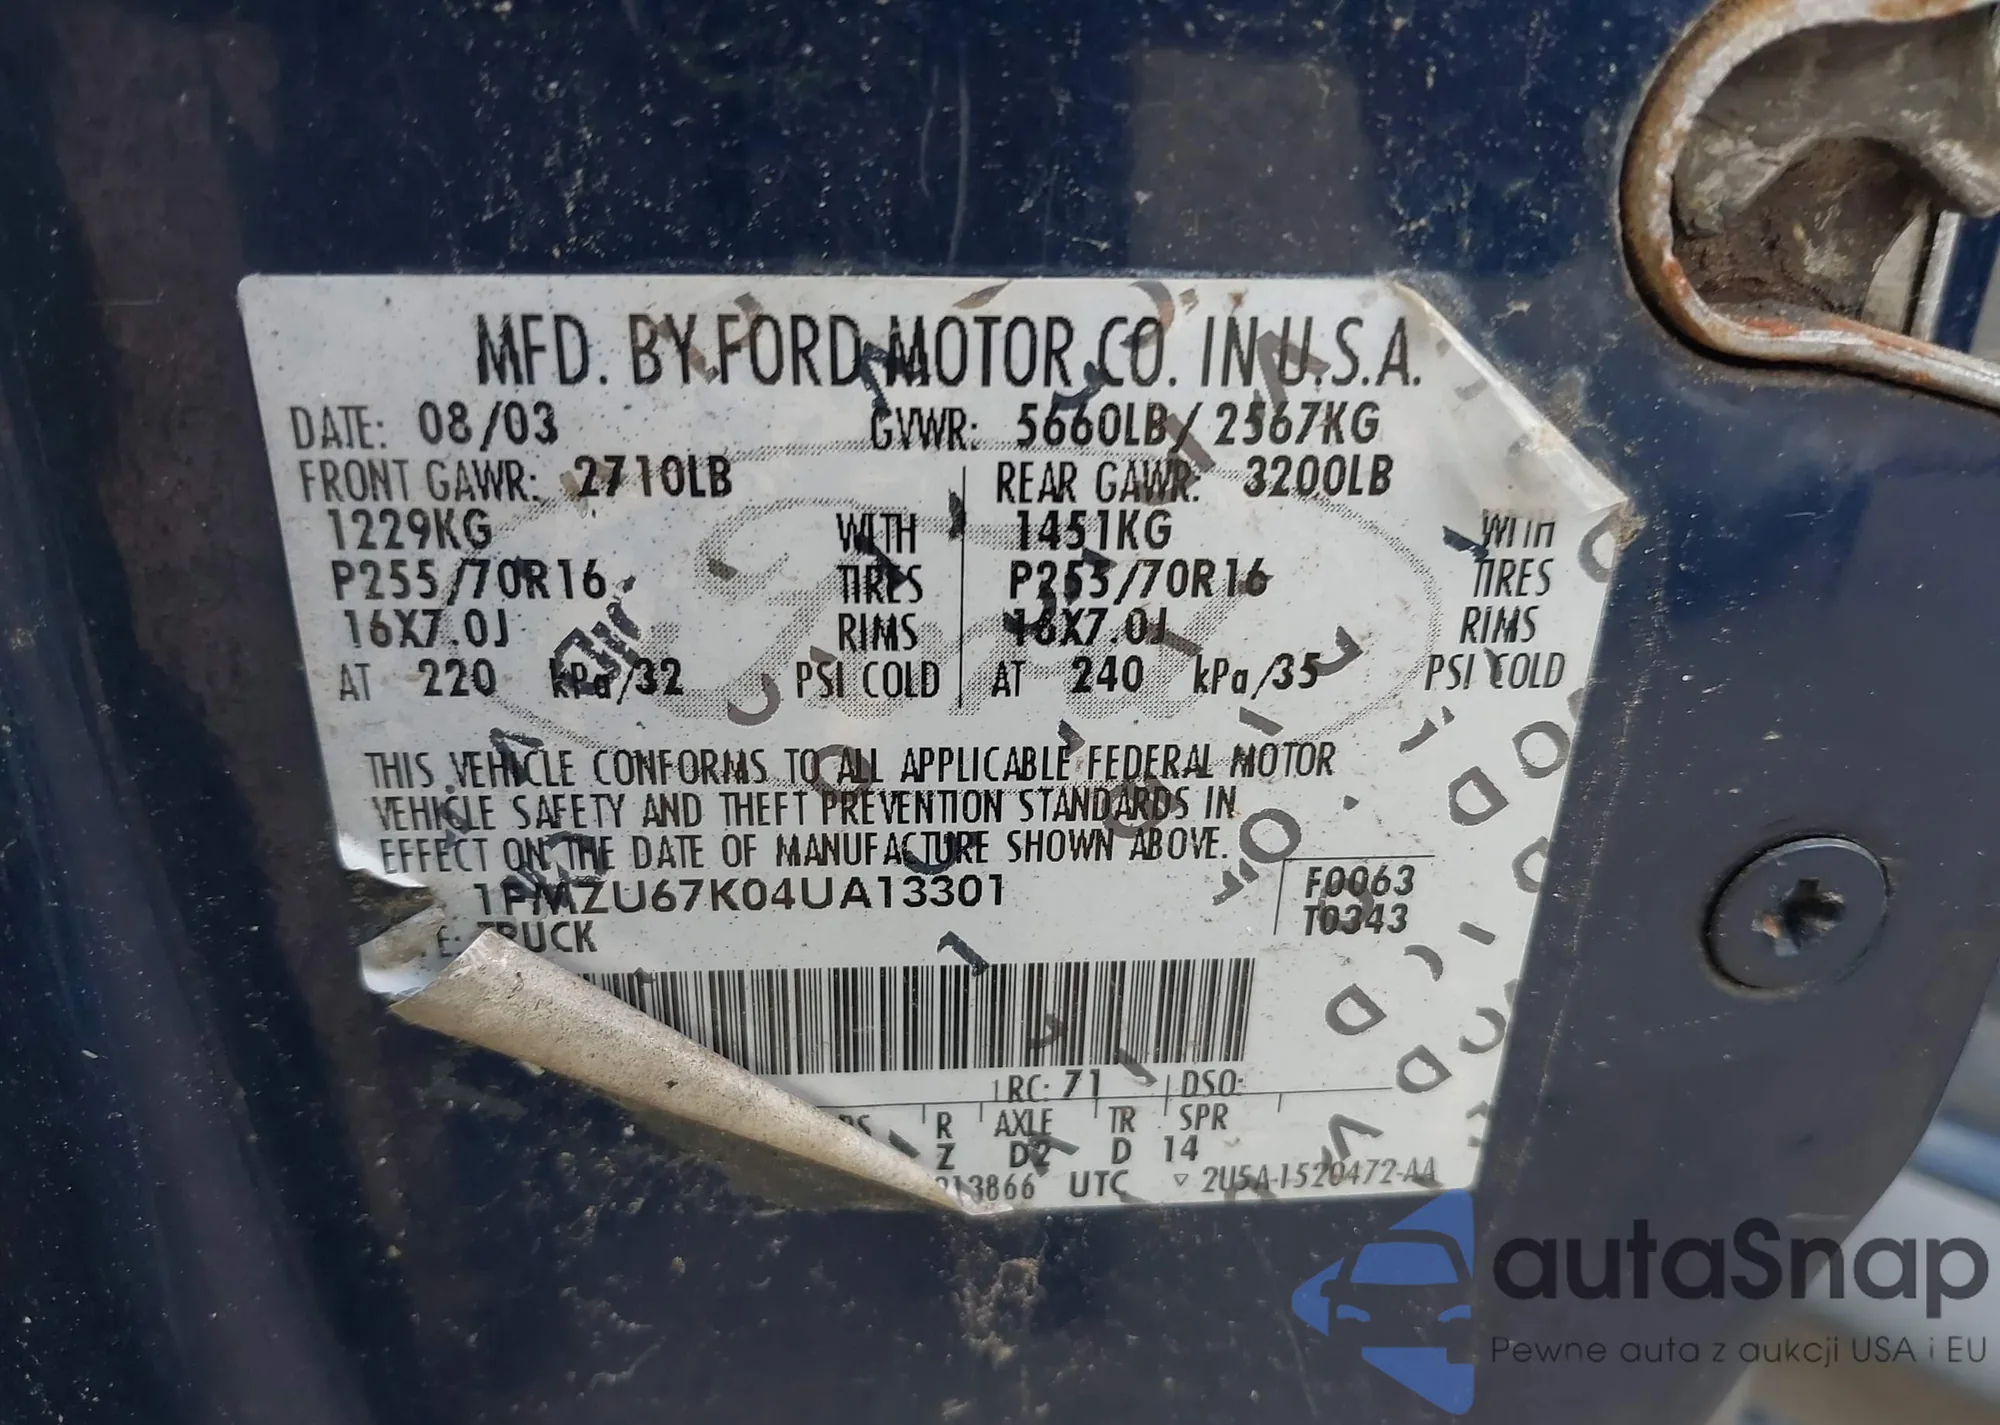 MFD. BY FORD MOTOR CO. IN U.S.A.
DATE: 08/03 GVWR: 5660LB/ 2567KG
FRONT GAWR: 2710LB REAR GAWR: 3200LB
1229KG WITH 1451KG WITH
P255/70R16 TIRES P255/70R16 TIRES
16X7.0J RIMS 16X7.0J RIMS
AT 220 kPa/32 PSI COLD AT 240 kPa/35 PSI COLD
THIS VEHICLE CONFORMS TO ALL APPLICABLE FEDERAL MOTOR
VEHICLE SAFETY AND THEFT PREVENTION STANDARDS IN
EFFECT ON THE DATE OF MANUFACTURE SHOWN ABOVE.
1FMZU67K04UA13301 F0063
TRUCK T0343
RC: 71 DSO:
R AXLE TR SPR
Z D2 D 14
13866 UTC ▽ 2U5A-1520472-AA
autaSnap
Pewne auta z aukcji USA i EU